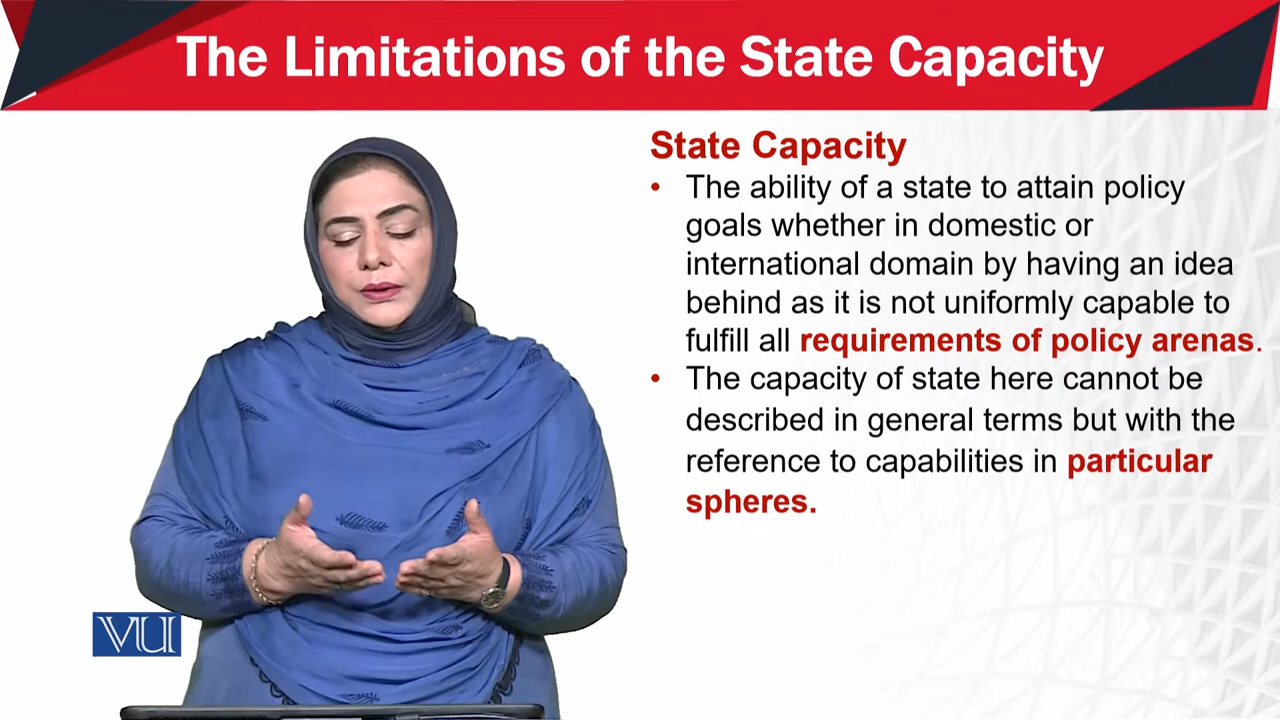 The Limitations of the State Capacity
State Capacity
• The ability of a state to attain policy
goals whether in domestic or
international domain by having an idea
behind as it is not uniformly capable to
fulfill all requirements of policy arenas.
• The capacity of state here cannot be
described in general terms but with the
reference to capabilities in particular
spheres.
VU